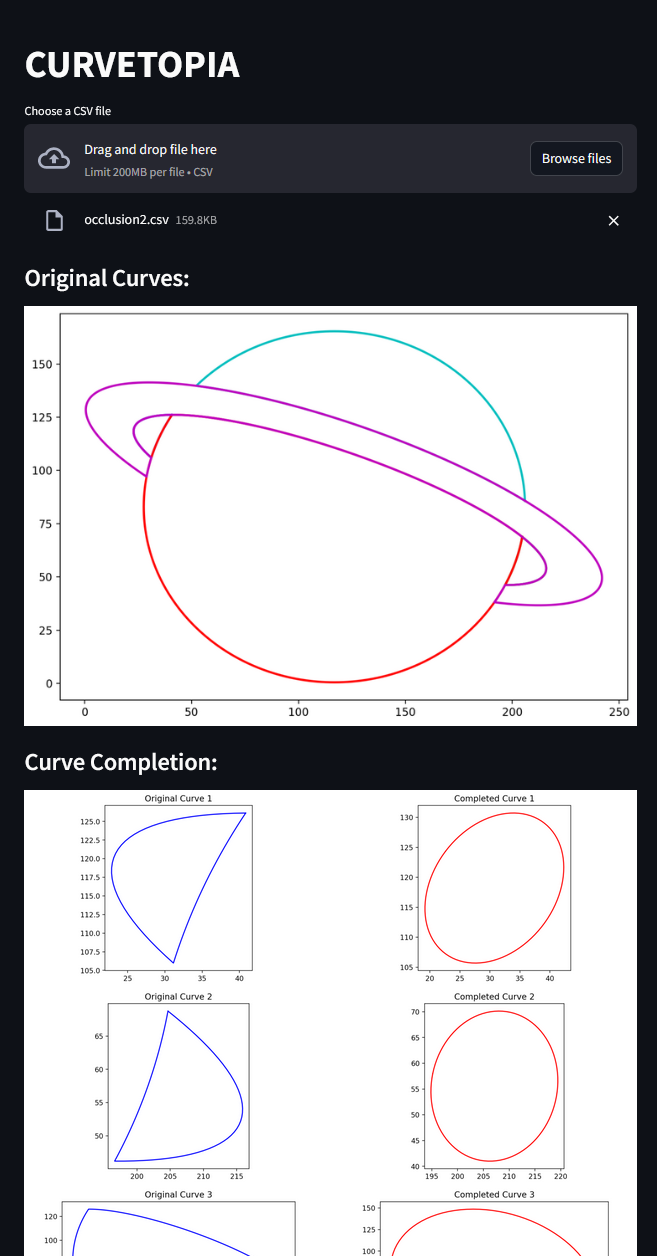 CURVETOPIA
Choose a CSV file
Drag and drop file here
Limit 200MB per file • CSV
Browse files
occlusion2.csv 159.8KB
Original Curves:
150
125
100
75
50
25
0
0 50 100 150 200 250
Curve Completion:
Original Curve 1
125.0
122.5
120.0
117.5
115.0
112.5
110.0
107.5
105.0
25 30 35 40
Completed Curve 1
130
125
120
115
110
105
20 25 30 35 40
Original Curve 2
65
60
55
50
200 205 210 215
Completed Curve 2
70
65
60
55
50
45
40
195 200 205 210 215 220
Original Curve 3
120
100
Completed Curve 3
150
125
100